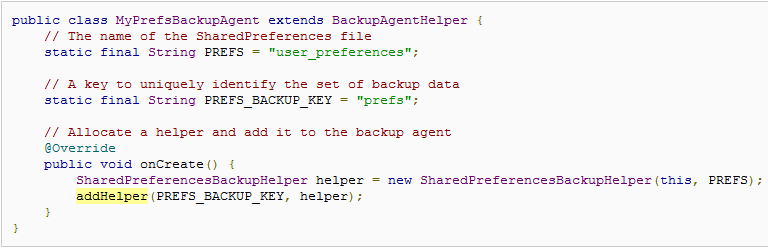 public class MyPrefsBackupAgent extends BackupAgentHelper {
    // The name of the SharedPreferences file
    static final String PREFS = "user_preferences";

    // A key to uniquely identify the set of backup data
    static final String PREFS_BACKUP_KEY = "prefs";

    // Allocate a helper and add it to the backup agent
    @Override
    public void onCreate() {
        SharedPreferencesBackupHelper helper = new SharedPreferencesBackupHelper(this, PREFS);
        addHelper(PREFS_BACKUP_KEY, helper);
    }
}